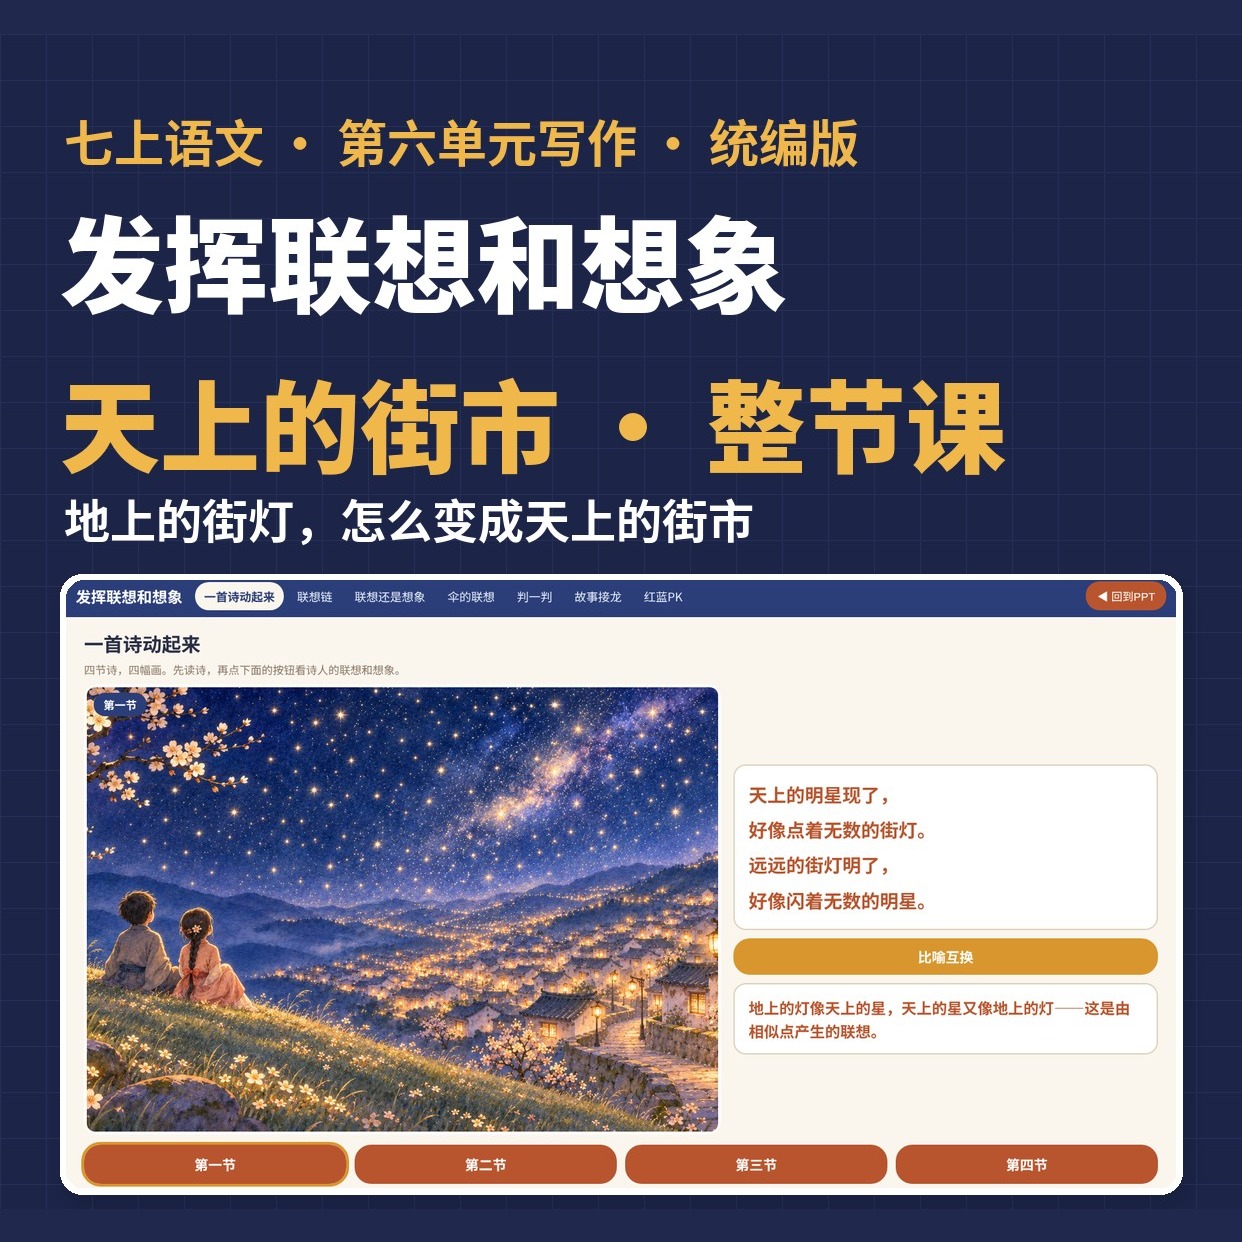 七上语文 · 第六单元写作 · 统编版
发挥联想和想象
天上的街市 · 整节课
地上的街灯，怎么变成天上的街市
发挥联想和想象 一首诗动起来 联想链 联想还是想象 伞的联想 判一判 故事接龙 红蓝PK ◀ 回到PPT
一首诗动起来
四节诗，四幅画。先读诗，再点下面的按钮看诗人的联想和想象。
第一节
天上的明星现了，
好像点着无数的街灯。
远远的街灯明了，
好像闪着无数的明星。
比喻互换
地上的灯像天上的星，天上的星又像地上的灯——这是由
相似点产生的联想。
第一节 第二节 第三节 第四节